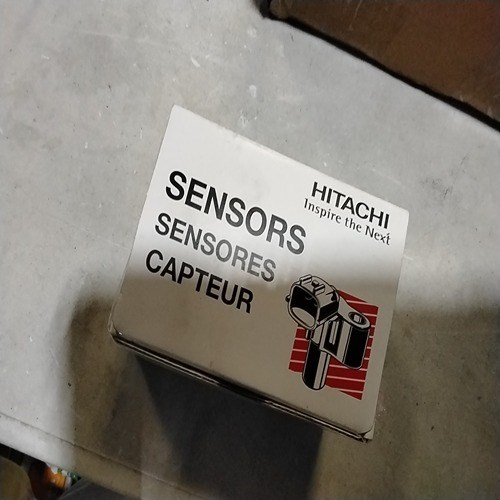 HITACHI
Inspire the Next
SENSORS
SENSORES
CAPTEUR